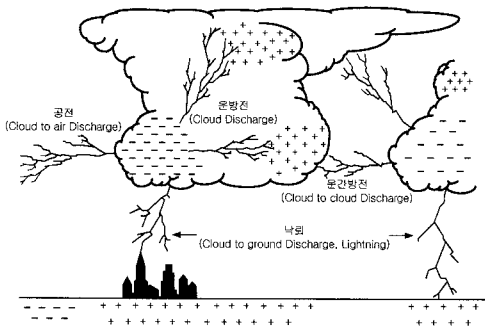 공전
(Cloud to air Discharge)
운방전
(Cloud Discharge)
운간방전
(Cloud to cloud Discharge)
낙뢰
(Cloud to ground Discharge, Lightning)